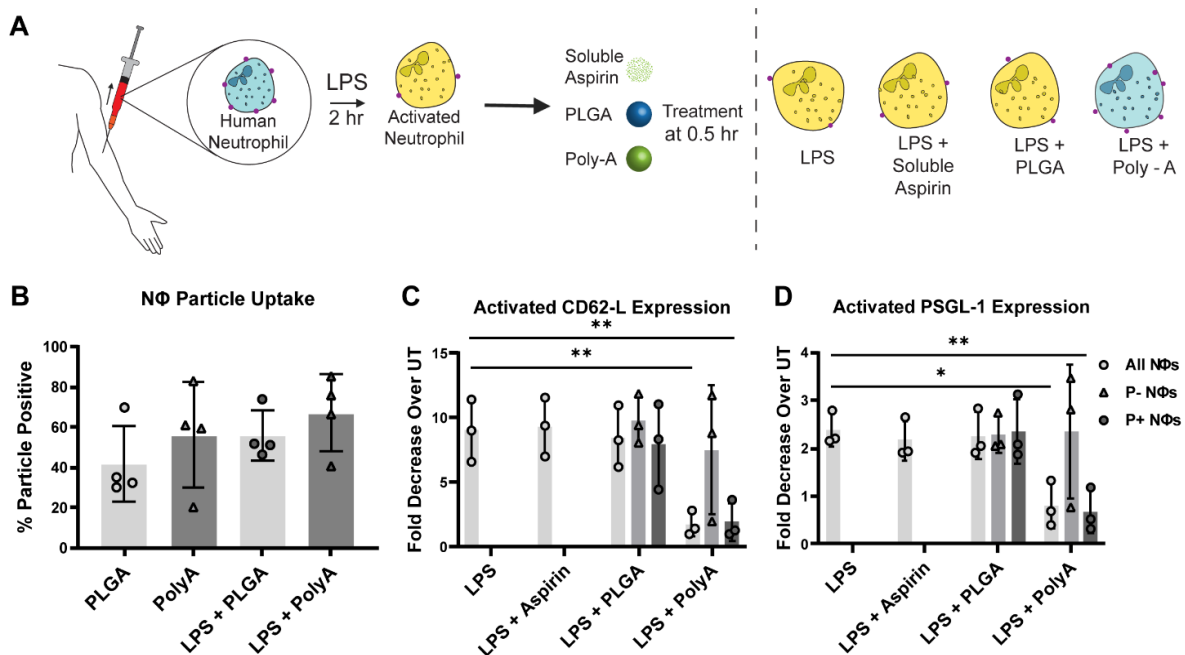 A
Human
Neutrophil
LPS
2 hr
Activated
Neutrophil
Soluble
Aspirin
PLGA
Poly-A
Treatment
at 0.5 hr
LPS
LPS +
Soluble
Aspirin
LPS +
PLGA
LPS +
Poly - A
B
NΦ Particle Uptake
% Particle Positive
100
80
60
40
20
0
PLGA
PolyA
LPS + PLGA
LPS + PolyA
C
Activated CD62-L Expression
**
**
Fold Decrease Over UT
15
10
5
0
LPS
LPS + Aspirin
LPS + PLGA
LPS + PolyA
D
Activated PSGL-1 Expression
**
*
Fold Decrease Over UT
4
3
2
1
0
LPS
LPS + Aspirin
LPS + PLGA
LPS + PolyA
All NΦs
P- NΦs
P+ NΦs